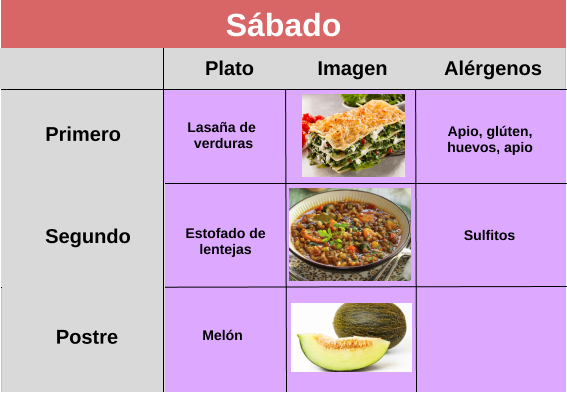 Sábado
Plato Imagen Alérgenos
Primero
Lasaña de
verduras
Apio, glúten,
huevos, apio
Segundo
Estofado de
lentejas
Sulfitos
Postre
Melón